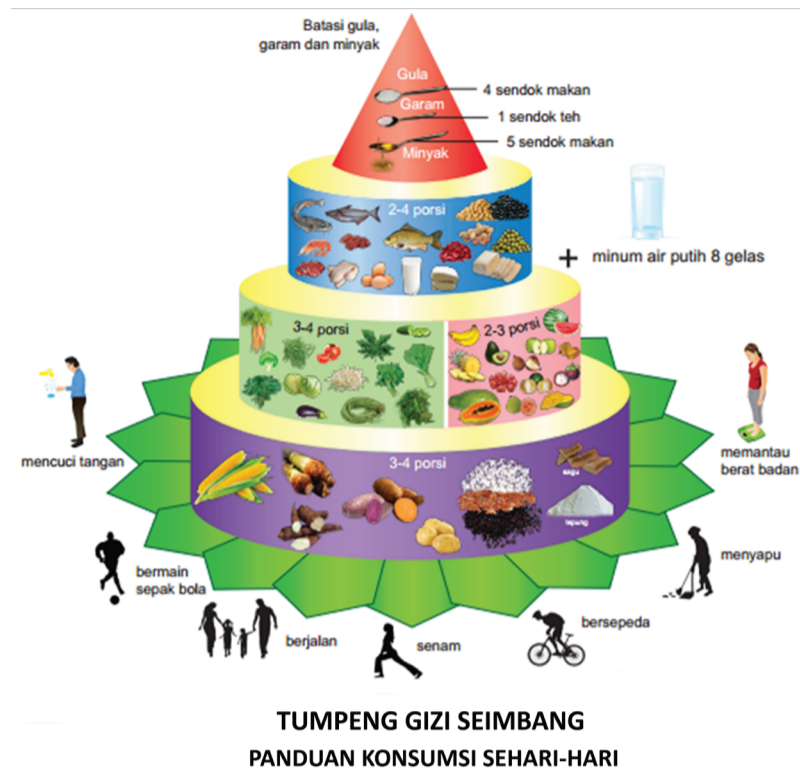 Batasi gula,
garam dan minyak
Gula
4 sendok makan
Garam
1 sendok teh
5 sendok makan
Minyak
2-4 porsi
+ minum air putih 8 gelas
3-4 porsi
2-3 porsi
mencuci tangan
memantau
berat badan
3-4 porsi
sagu
tepung
bermain
sepak bola
menyapu
berjalan
senam
bersepeda
TUMPENG GIZI SEIMBANG
PANDUAN KONSUMSI SEHARI-HARI